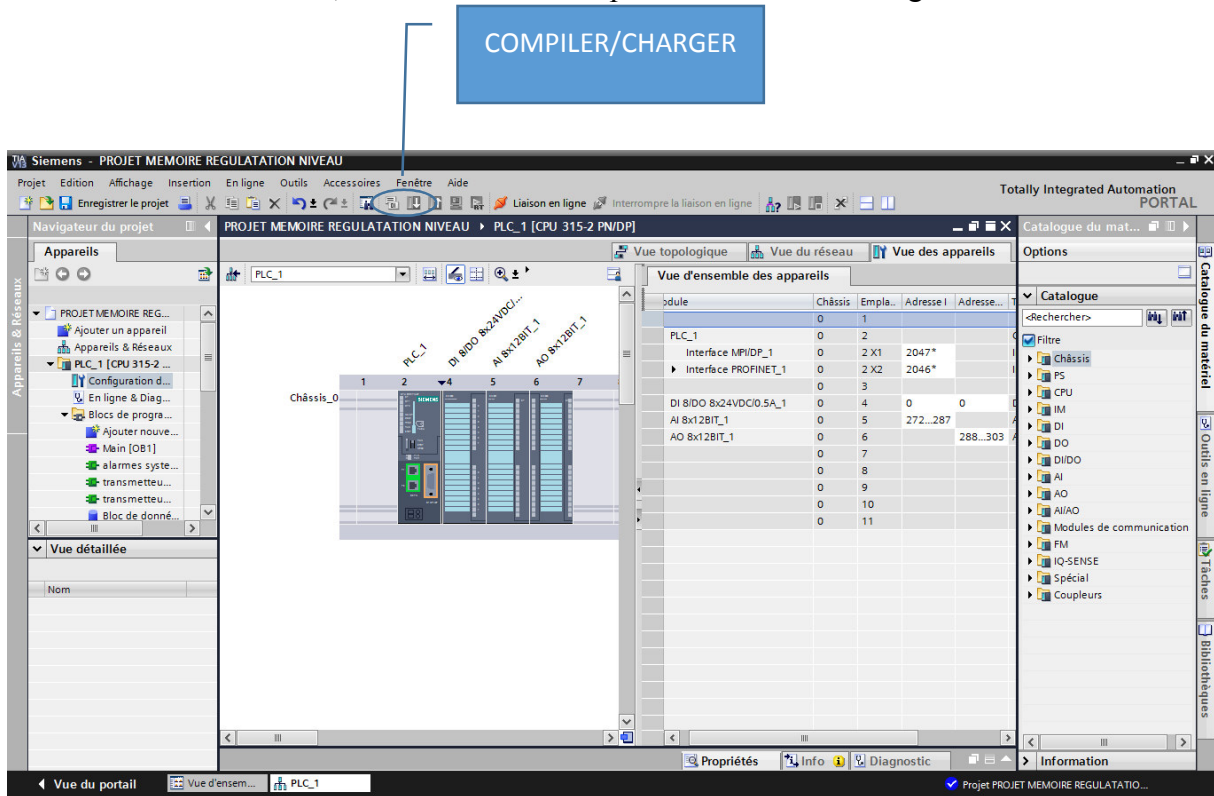 COMPILER/CHARGER
Siemens - PROJET MEMOIRE REGULATATION NIVEAU
Projet Edition Affichage Insertion En ligne Outils Accessoires Fenêtre Aide
Totally Integrated Automation
PORTAL
Enregistrer le projet Liaison en ligne Interrompre la liaison en ligne
Navigateur du projet
PROJET MEMOIRE REGULATATION NIVEAU PLC_1 [CPU 315-2 PN/DP]
Catalogue du mat...
Appareils
Vue topologique Vue du réseau Vue des appareils
Options
PLC_1
Vue d'ensemble des appareils
Catalogue
<Rechercher>
Filtre
Châssis
PS
CPU
IM
DI
DO
DI/DO
AI
AO
AI/AO
Modules de communication
FM
IQ-SENSE
Spécial
Coupleurs
Information
PROJET MEMOIRE REG...
Ajouter un appareil
Appareils & Réseaux
PLC_1 [CPU 315-2 ...
Configuration d...
En ligne & Diag...
Blocs de progra...
Ajouter nouve...
Main [OB1]
alarmes syste...
transmetteu...
transmetteu...
Bloc de donné...
Vue détaillée
Nom
Appareils & Réseaux
PLC_1
DI 8/DO 8x24VDC/...
AI 8x12BIT_1
AO 8x12BIT_1
1 2 4 5 6 7
Châssis_0
SIEMENS
odule Châssis Empla.. Adresse I Adresse... T
0 1
PLC_1 0 2
Interface MPI/DP_1 0 2 X1 2047*
Interface PROFINET_1 0 2 X2 2046*
0 3
DI 8/DO 8x24VDC/0.5A_1 0 4 0 0
AI 8x12BIT_1 0 5 272...287
AO 8x12BIT_1 0 6 288...303
0 7
0 8
0 9
0 10
0 11
Catalogue du matériel
Outils en ligne
Tâches
Bibliothèques
Propriétés Info Diagnostic
Vue du portail Vue d'ensem... PLC_1
Projet PROJET MEMOIRE REGULATATIO...